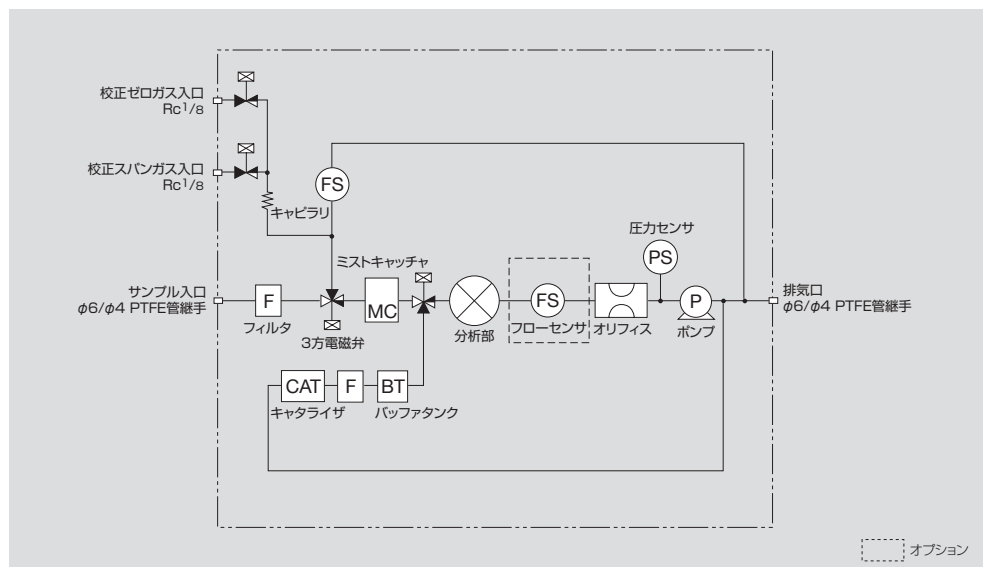 校正ゼロガス入口
Rc1/8
校正スパンガス入口
Rc1/8
FS
キャピラリ
圧力センサ
PS
ミストキャッチャ
サンプル入口
φ6/φ4 PTFE管継手
F
フィルタ
3方電磁弁
MC
分析部
FS
フローセンサ
オリフィス
P
ポンプ
排気口
φ6/φ4 PTFE管継手
CAT
F
BT
キャタライザ
バッファタンク
オプション